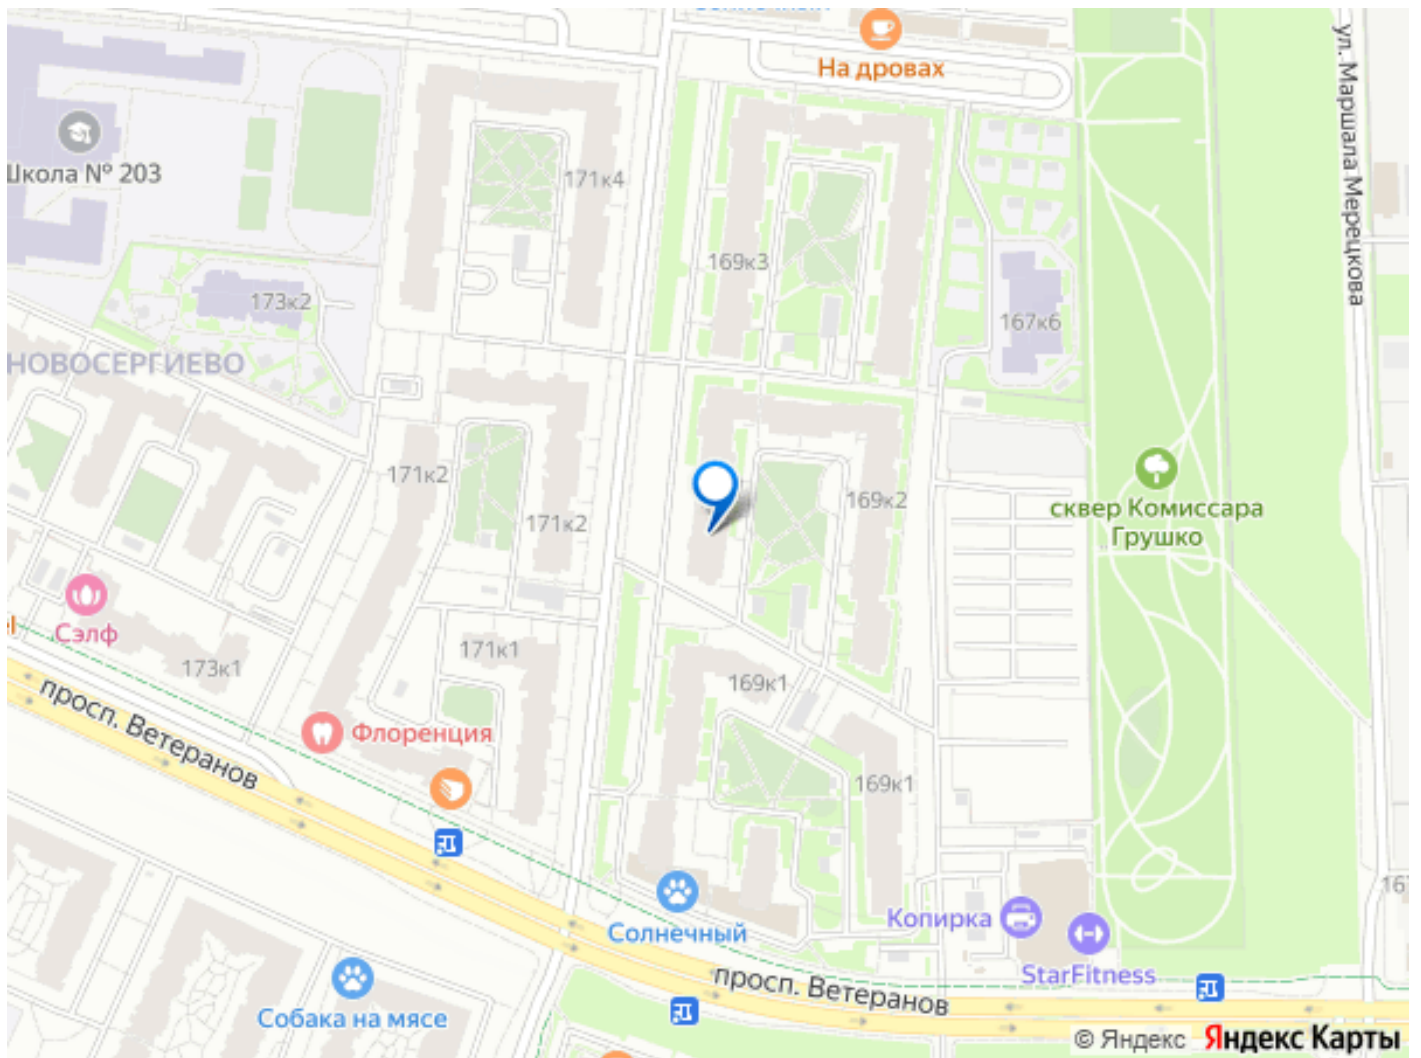 На дровах
ул. Маршала Мерецкова
Школа № 203
171к4
169к3
173к2
167к6
НОВОСЕРГИЕВО
171к2
171к2
169к2
сквер Комиссара
Грушко
Сэлф
173к1
171к1
169к1
просп. Ветеранов
Флоренция
169к1
Солнечный
Копирка
StarFitness
просп. Ветеранов
Собака на мясе
© Яндекс Яндекс Карты